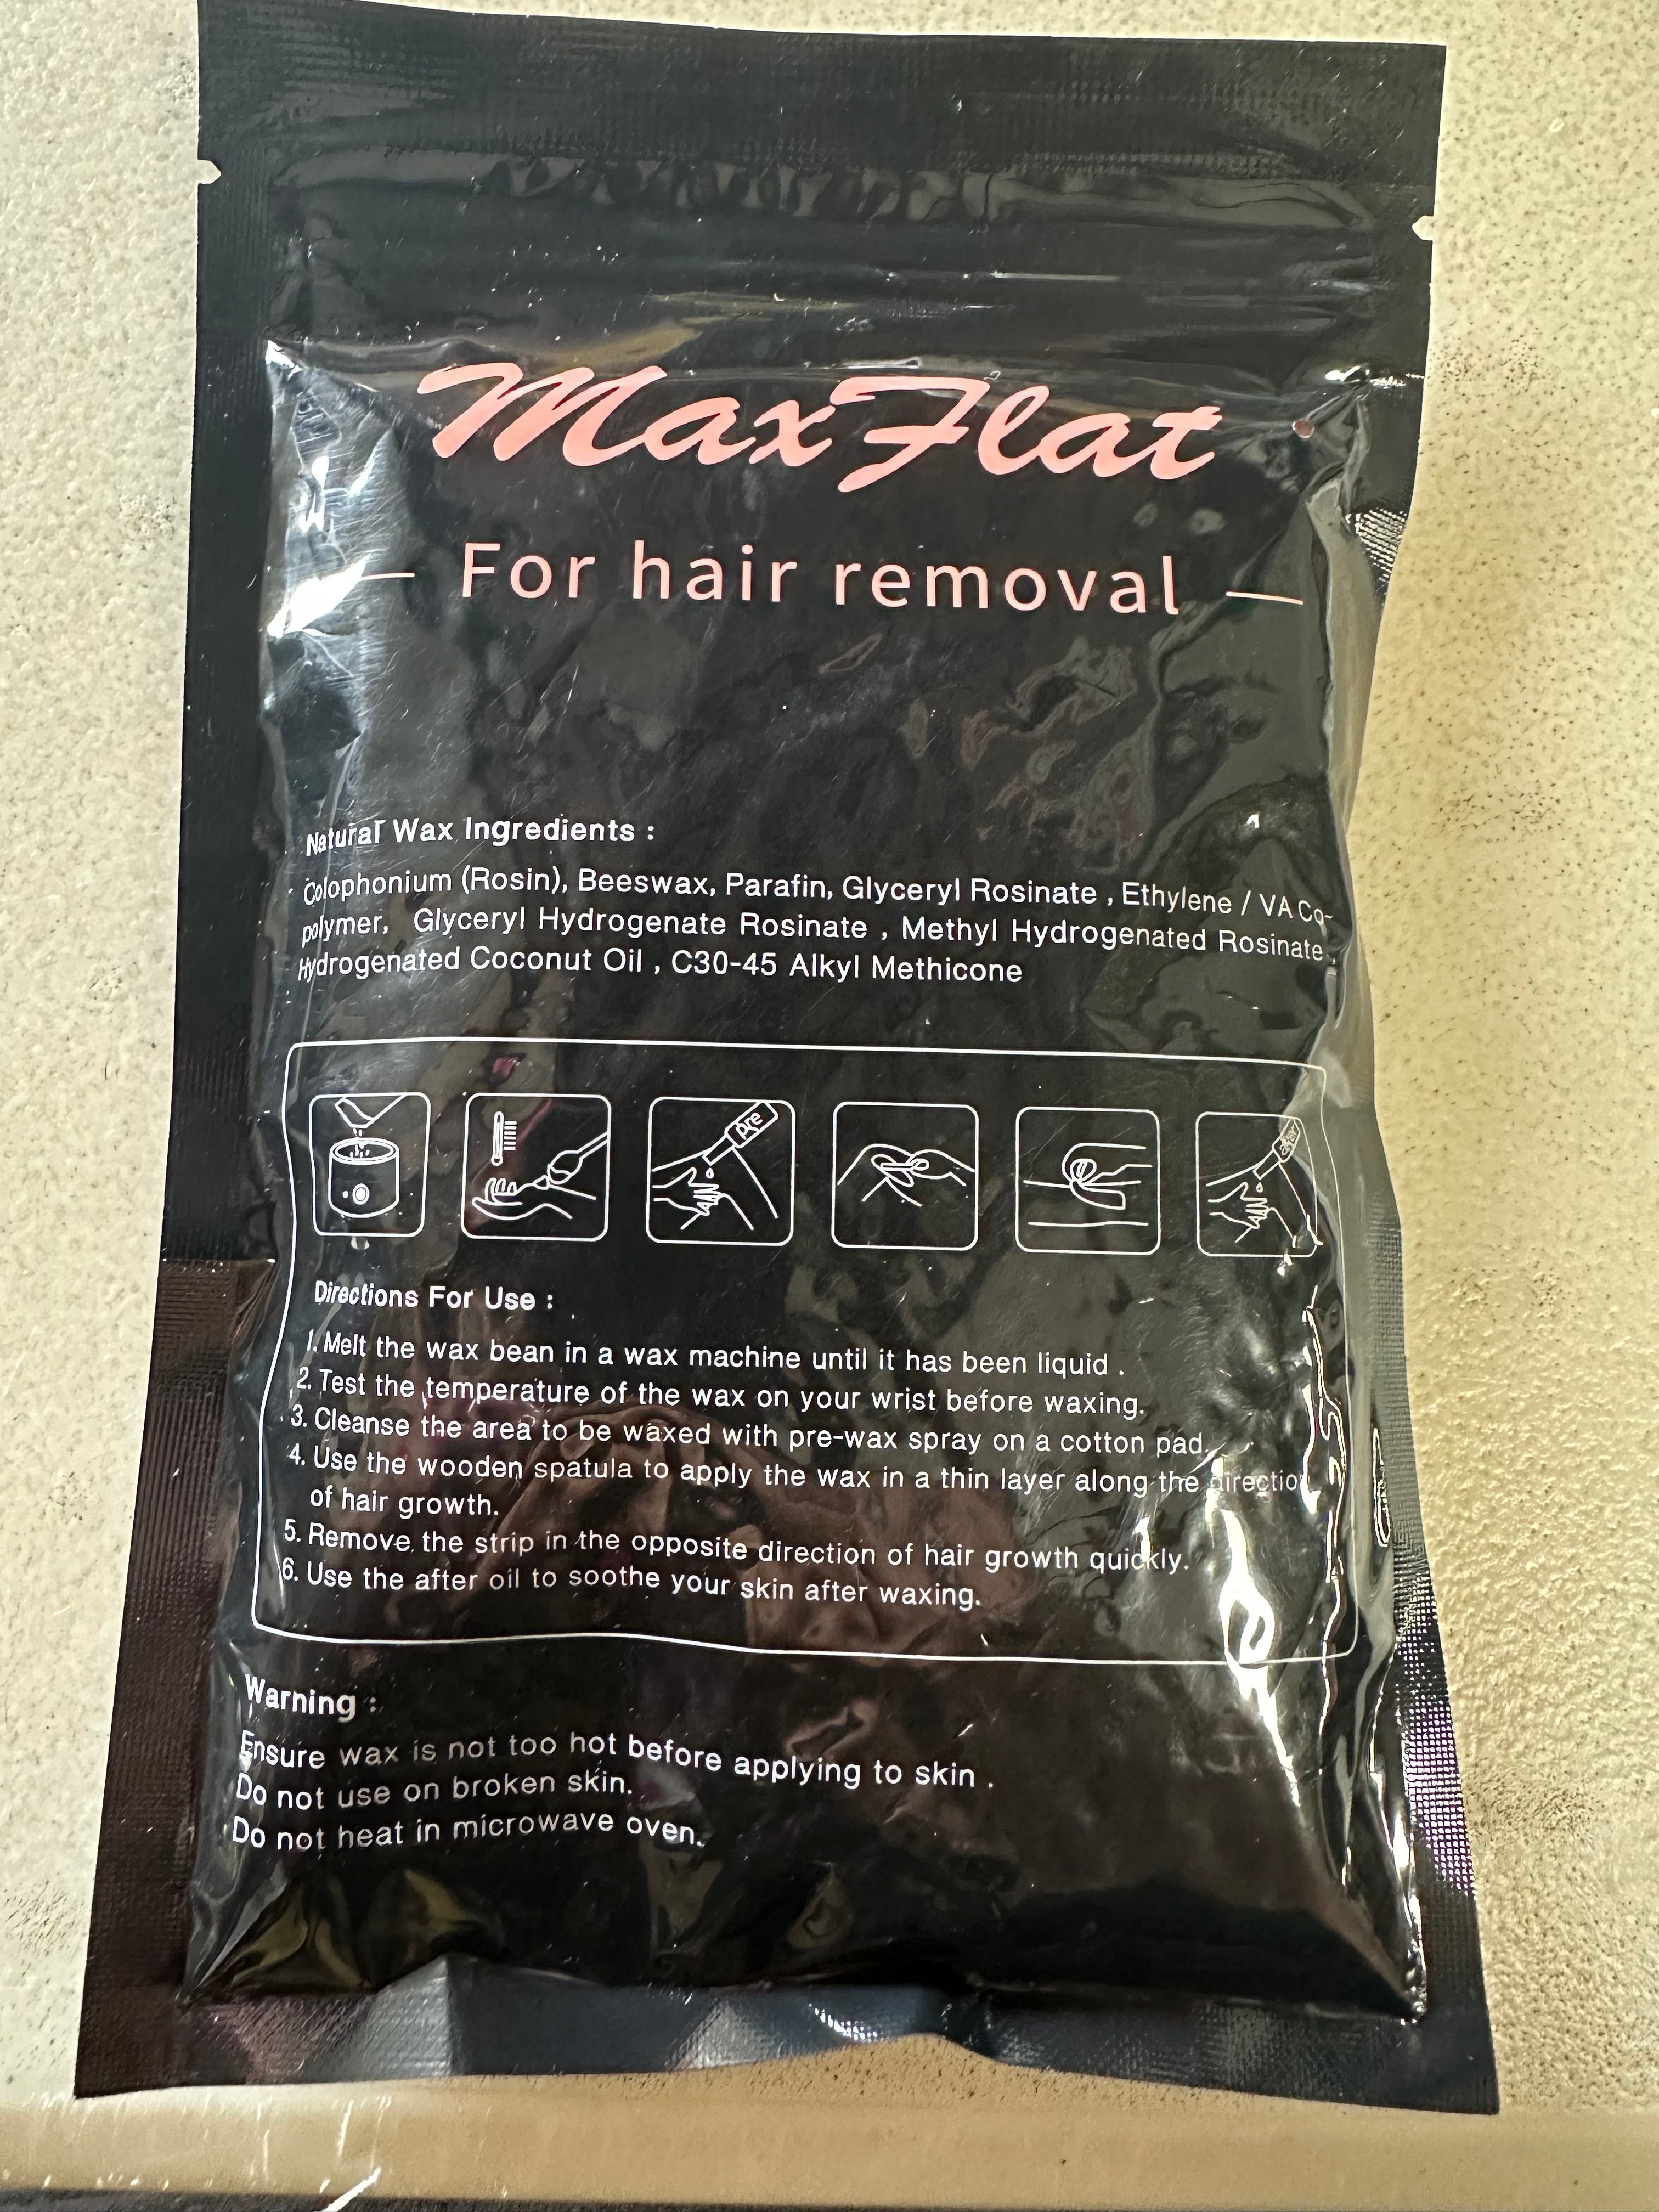 MaxFlat
For hair removal
Natural Wax Ingredients :
Colophonium (Rosin), Beeswax, Parafin, Glyceryl Rosinate , Ethylene / VA Co-
polymer, Glyceryl Hydrogenate Rosinate , Methyl Hydrogenated Rosinate ,
Hydrogenated Coconut Oil , C30-45 Alkyl Methicone
Pre
Directions For Use :
1. Melt the wax bean in a wax machine until it has been liquid .
2. Test the temperature of the wax on your wrist before waxing.
3. Cleanse the area to be waxed with pre-wax spray on a cotton pad.
4. Use the wooden spatula to apply the wax in a thin layer along the direction
of hair growth.
5. Remove the strip in the opposite direction of hair growth quickly.
6. Use the after oil to soothe your skin after waxing.
Warning :
Ensure wax is not too hot before applying to skin .
Do not use on broken skin.
Do not heat in microwave oven.